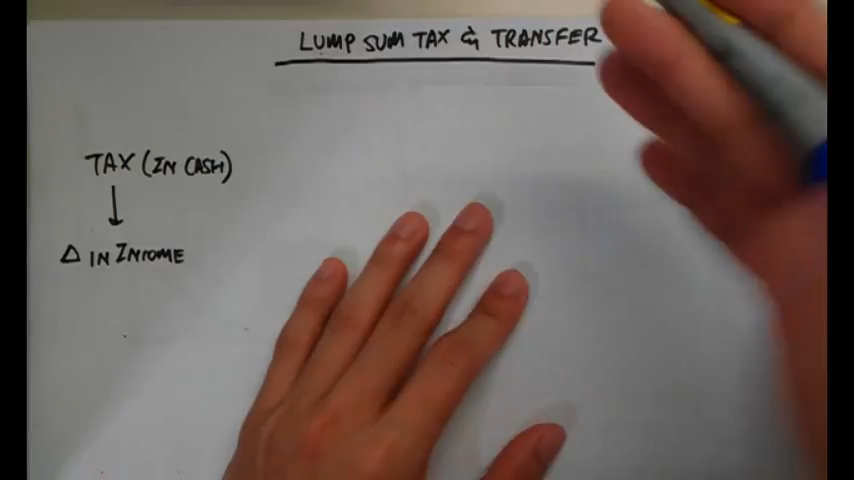 LUMP SUM TAX & TRANSFER
TAX (IN CASH)
↓
Δ IN INCOME